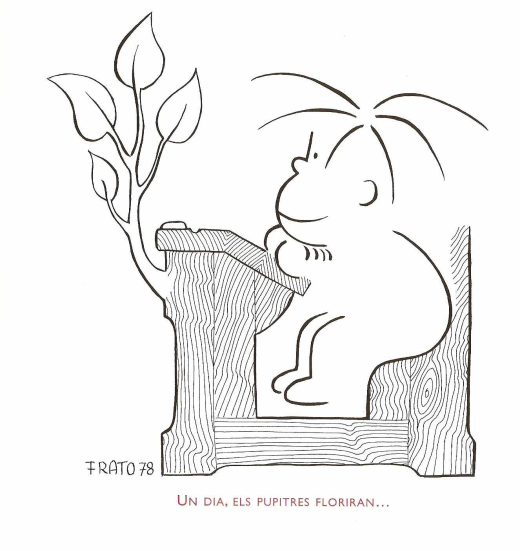 FRATO 78
UN DIA, ELS PUPITRES FLORIRAN...